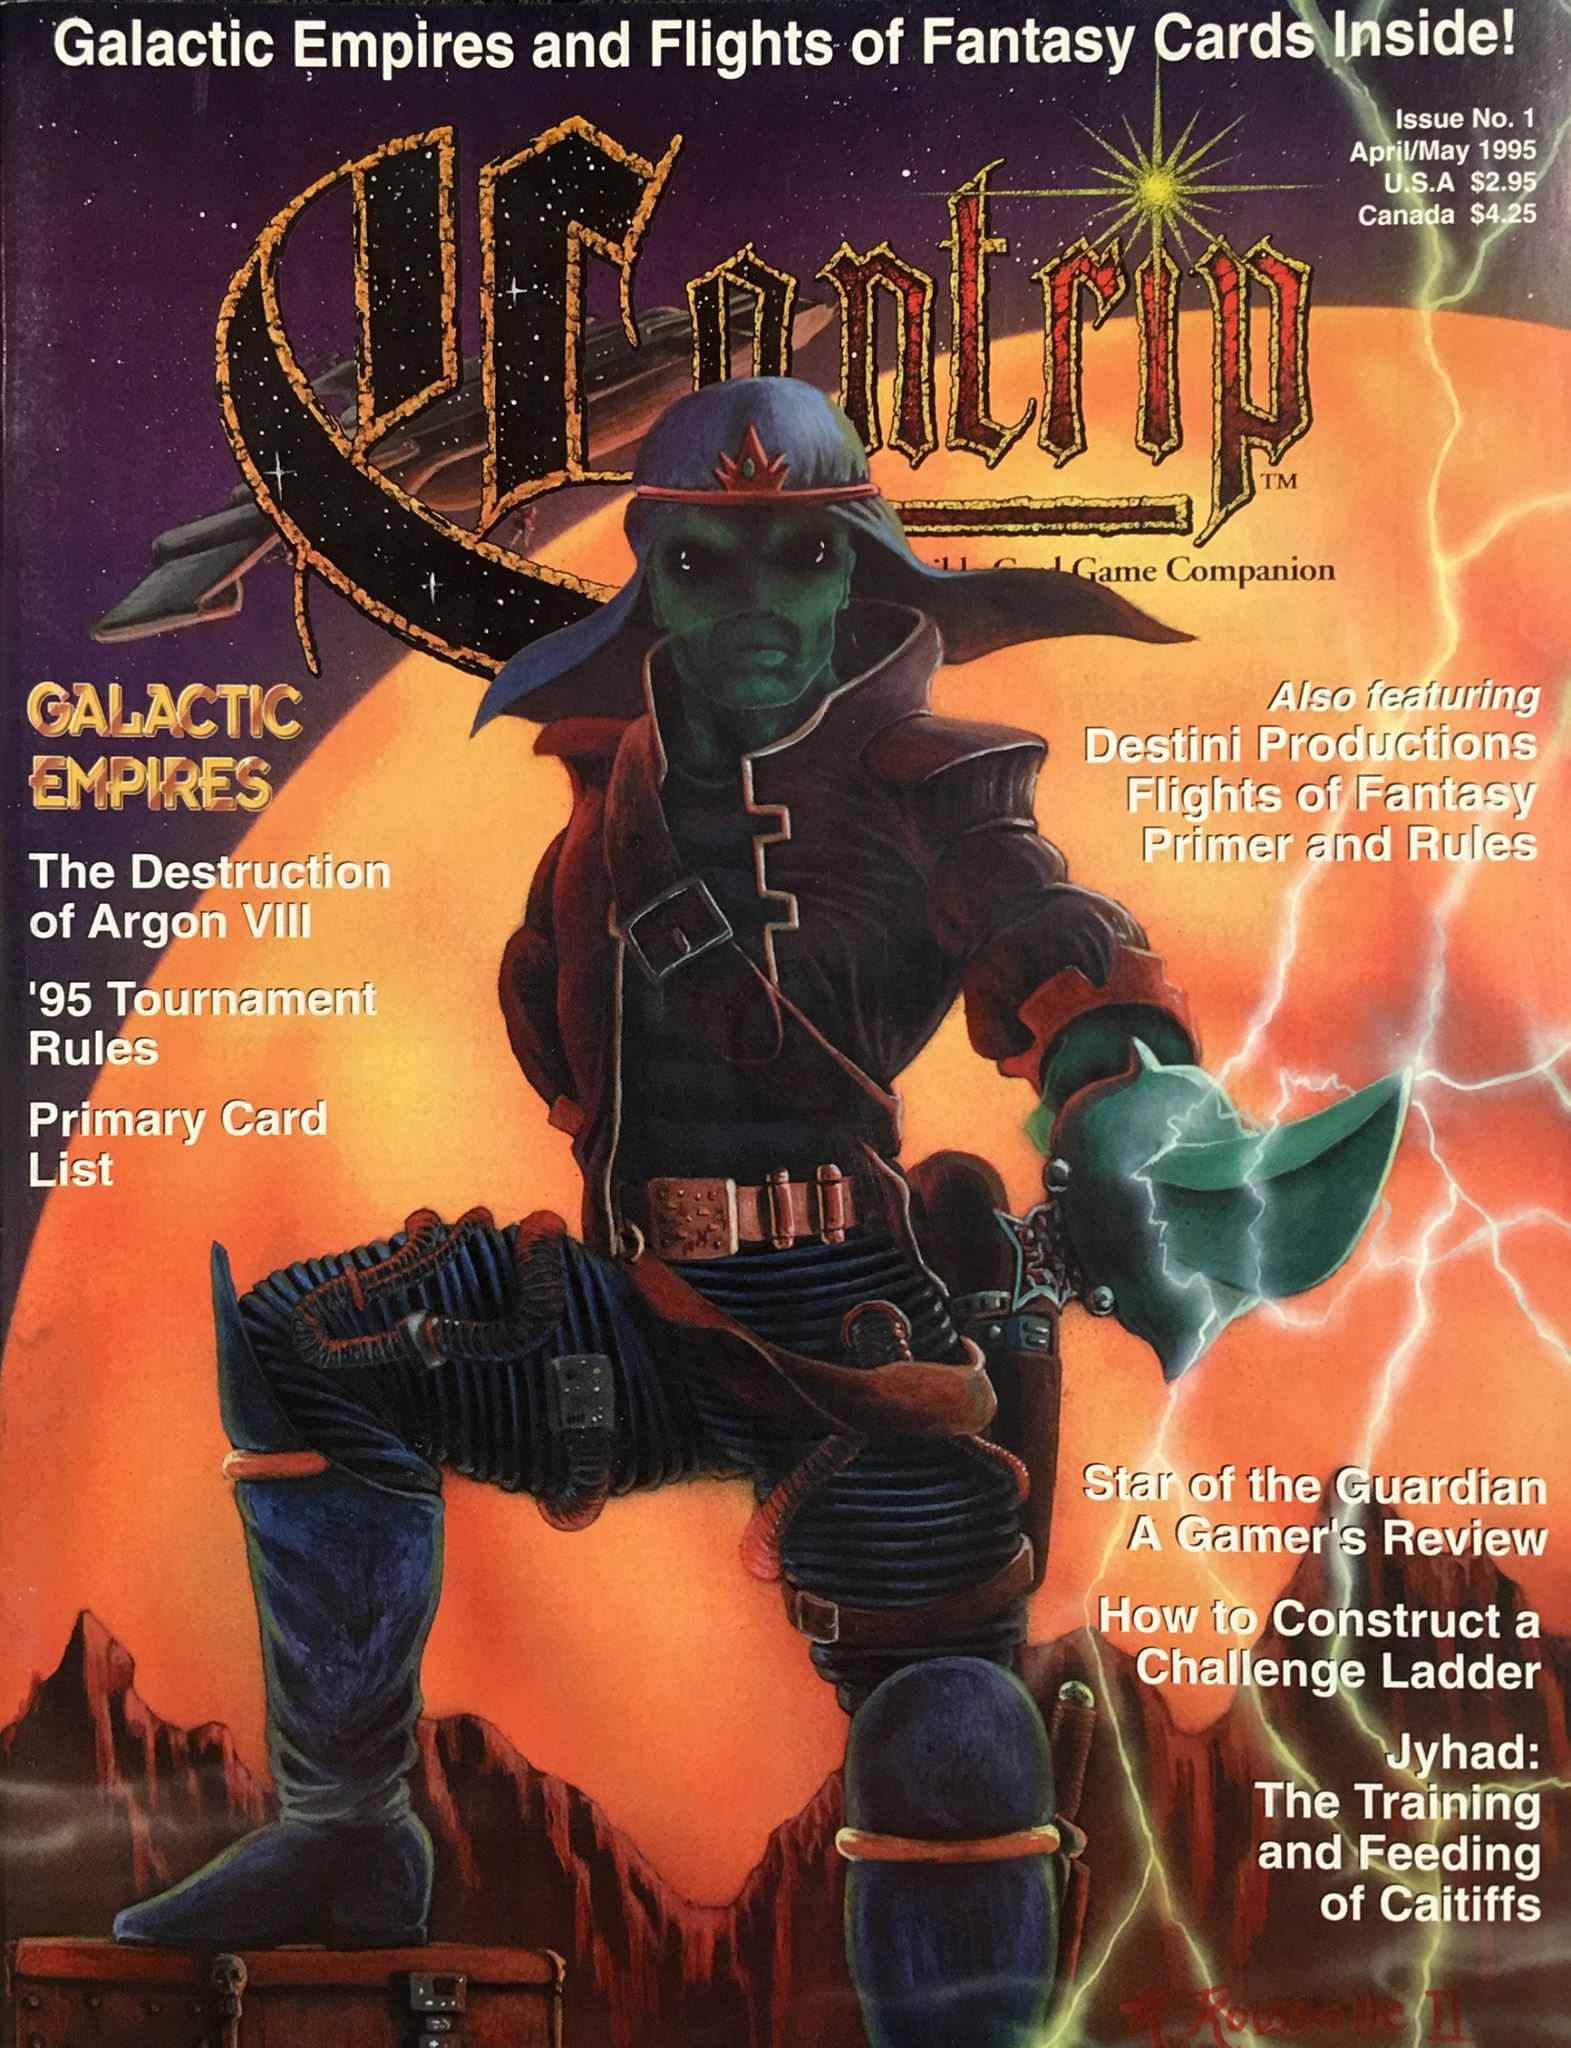 Galactic Empires and Flights of Fantasy Cards Inside!
Issue No. 1
April/May 1995
U.S.A $2.95
Canada $4.25
Contrip
TM
Game Companion
GALACTIC
EMPIRES
The Destruction
of Argon VIII
'95 Tournament
Rules
Primary Card
List
Also featuring
Destini Productions
Flights of Fantasy
Primer and Rules
Star of the Guardian
A Gamer's Review
How to Construct a
Challenge Ladder
Jyhad:
The Training
and Feeding
of Caitiffs